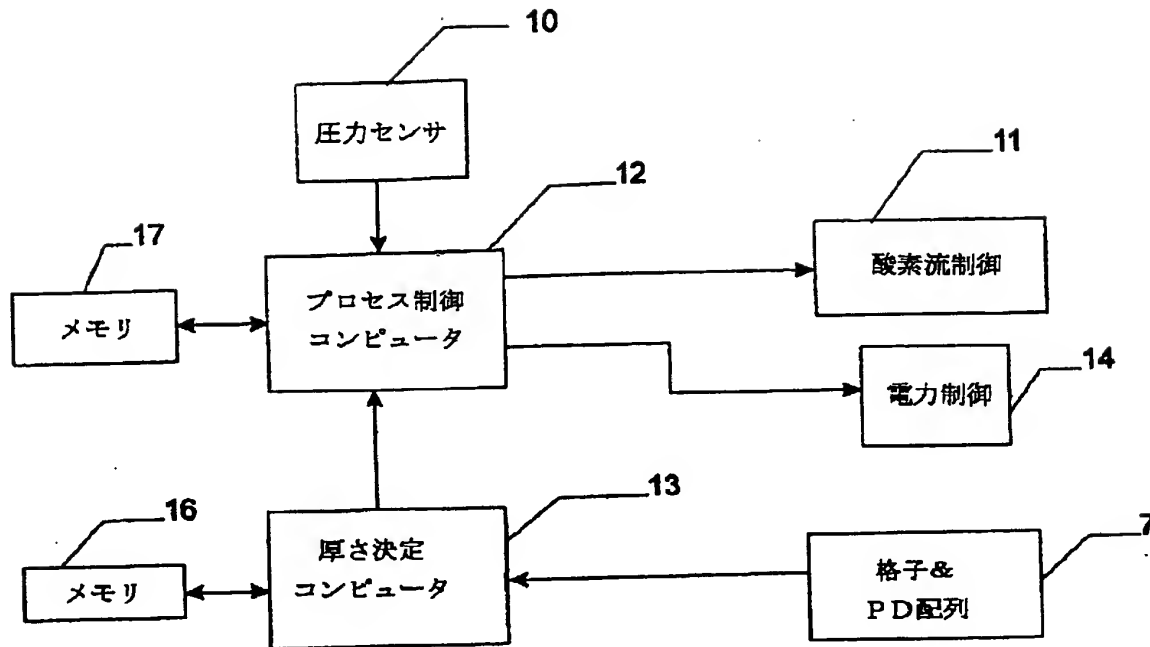 10
圧力センサ
11
12
酸素流制御
17
プロセス制御
コンピュータ
メモリ
14
電力制御
13
16
厚さ決定
コンピュータ
メモリ
7
格子&
PD配列